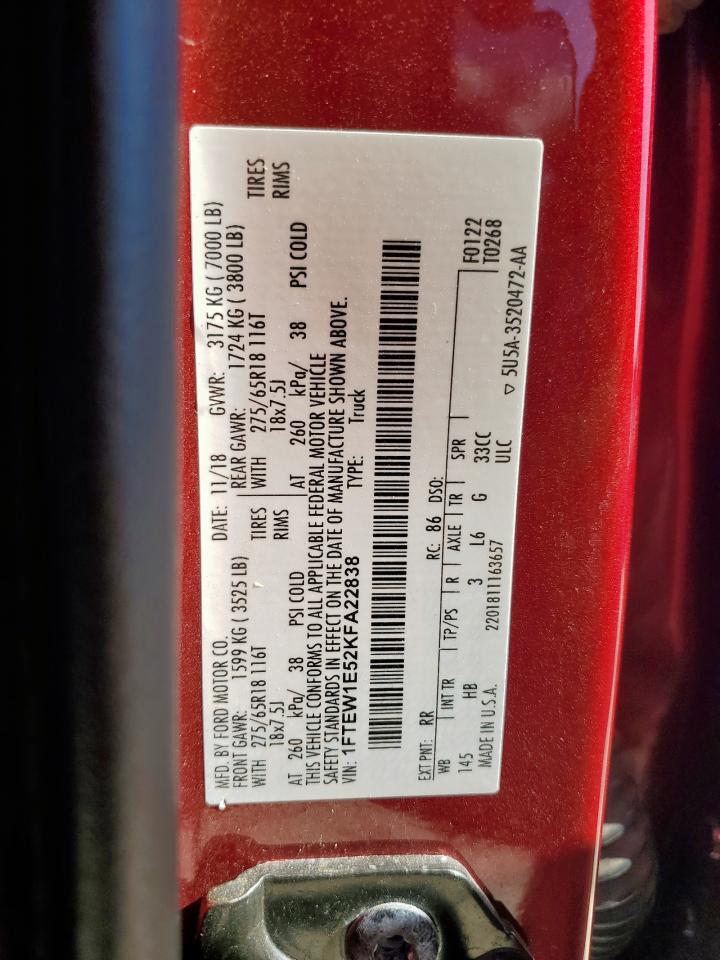 MFD. BY FORD MOTOR CO. DATE: 11/18 GVWR: 3175 KG ( 7000 LB)
FRONT GAWR: 1599 KG ( 3525 LB) REAR GAWR: 1724 KG ( 3800 LB)
WITH 275/65R18 116T TIRES WITH 275/65R18 116T TIRES
18x7.5J RIMS 18x7.5J RIMS
AT 260 kPa/ 38 PSI COLD AT 260 kPa/ 38 PSI COLD
THIS VEHICLE CONFORMS TO ALL APPLICABLE FEDERAL MOTOR VEHICLE
SAFETY STANDARDS IN EFFECT ON THE DATE OF MANUFACTURE SHOWN ABOVE.
VIN: 1FTEW1E52KFA22838 TYPE: Truck
EXT PNT: RR RC: 86 DSO:
WB INT TR TP/PS R AXLE TR SPR F0122
145 HB 3 L6 G 33CC T0268
MADE IN U.S.A. 2201811163657 ULC ▽ 5U5A-3520472-AA